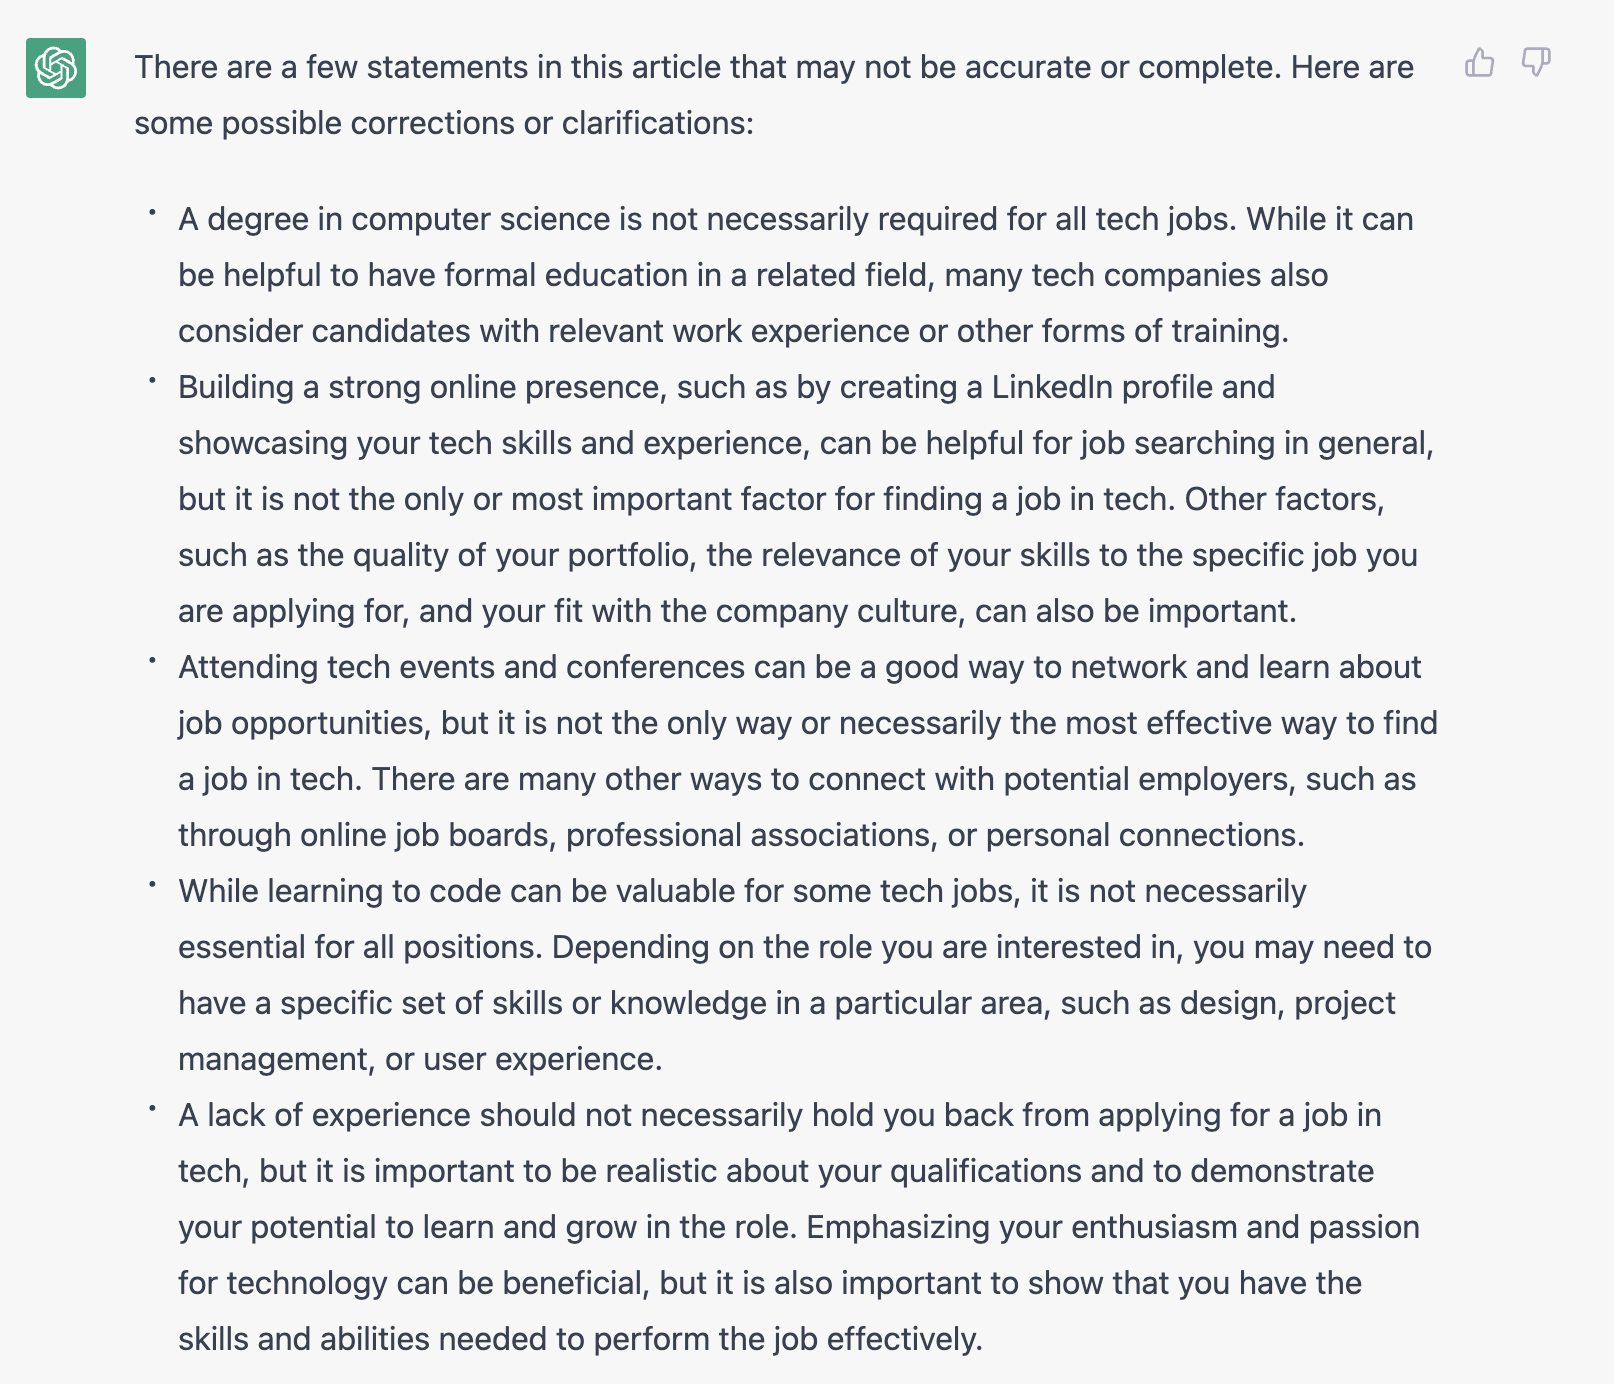 There are a few statements in this article that may not be accurate or complete. Here are
some possible corrections or clarifications:
• A degree in computer science is not necessarily required for all tech jobs. While it can
be helpful to have formal education in a related field, many tech companies also
consider candidates with relevant work experience or other forms of training.
• Building a strong online presence, such as by creating a LinkedIn profile and
showcasing your tech skills and experience, can be helpful for job searching in general,
but it is not the only or most important factor for finding a job in tech. Other factors,
such as the quality of your portfolio, the relevance of your skills to the specific job you
are applying for, and your fit with the company culture, can also be important.
• Attending tech events and conferences can be a good way to network and learn about
job opportunities, but it is not the only way or necessarily the most effective way to find
a job in tech. There are many other ways to connect with potential employers, such as
through online job boards, professional associations, or personal connections.
• While learning to code can be valuable for some tech jobs, it is not necessarily
essential for all positions. Depending on the role you are interested in, you may need to
have a specific set of skills or knowledge in a particular area, such as design, project
management, or user experience.
• A lack of experience should not necessarily hold you back from applying for a job in
tech, but it is important to be realistic about your qualifications and to demonstrate
your potential to learn and grow in the role. Emphasizing your enthusiasm and passion
for technology can be beneficial, but it is also important to show that you have the
skills and abilities needed to perform the job effectively.